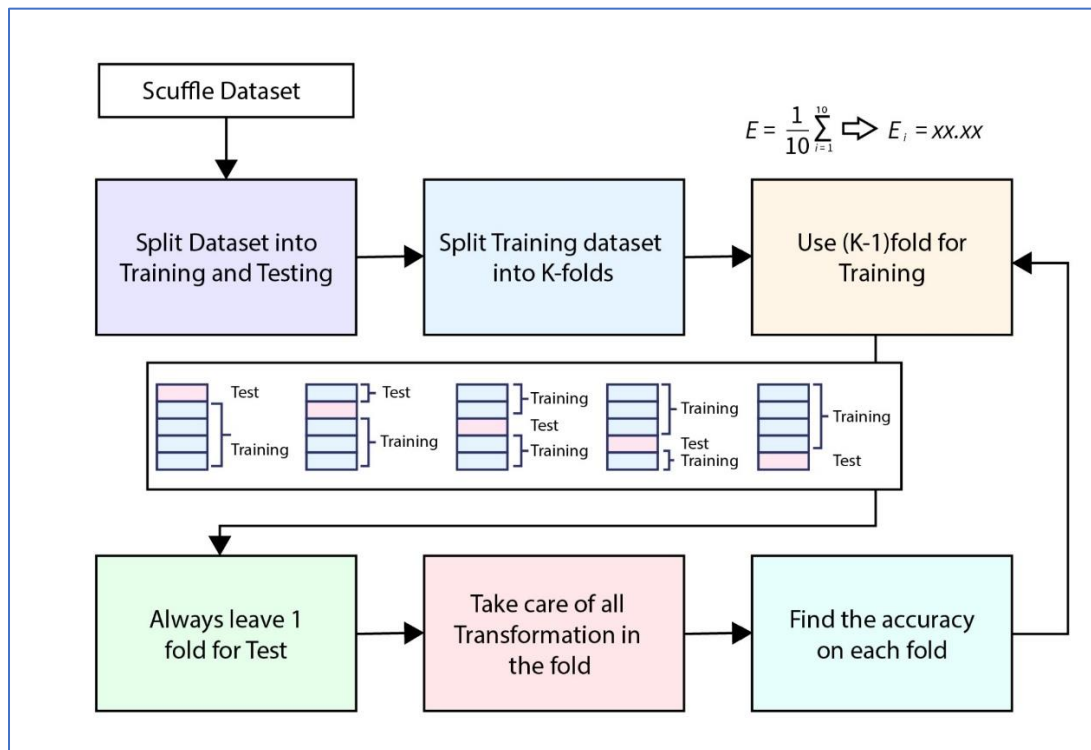 Scuffle Dataset
E = 1/10 10∑i=1 ⇨ E i = xx.xx
Split Dataset into
Training and Testing
Split Training dataset
into K-folds
Use (K-1)fold for
Training
Test
Training
Test
Training
Training
Test
Training
Training
Test
Training
Training
Test
Always leave 1
fold for Test
Take care of all
Transformation in
the fold
Find the accuracy
on each fold